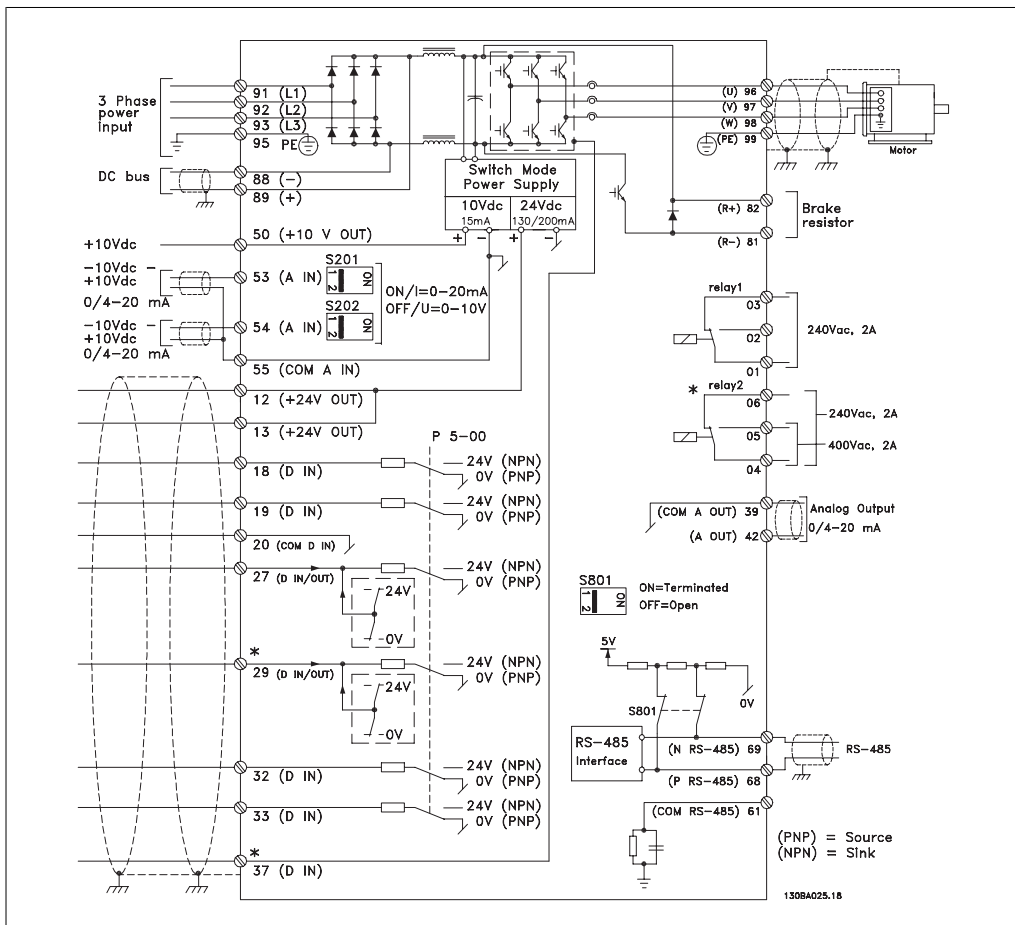 3 Phase
power
input
91 (L1)
92 (L2)
93 (L3)
95 PE
DC bus
88 (-)
89 (+)
+10Vdc
50 (+10 V OUT)
-10Vdc -
+10Vdc
0/4-20 mA
53 (A IN)
S201
1 2
ON
ON/I=0-20mA
OFF/U=0-10V
-10Vdc -
+10Vdc
0/4-20 mA
54 (A IN)
S202
1 2
ON
55 (COM A IN)
12 (+24V OUT)
13 (+24V OUT)
Switch Mode
Power Supply
10Vdc
15mA
24Vdc
130/200mA
+ - + -
P 5-00
18 (D IN)
24V (NPN)
0V (PNP)
19 (D IN)
24V (NPN)
0V (PNP)
20 (COM D IN)
27 (D IN/OUT)
24V (NPN)
0V (PNP)
24V
0V
*
29 (D IN/OUT)
24V (NPN)
0V (PNP)
24V
0V
32 (D IN)
24V (NPN)
0V (PNP)
33 (D IN)
24V (NPN)
0V (PNP)
*
37 (D IN)
(U) 96
(V) 97
(W) 98
(PE) 99
Motor
(R+) 82
(R-) 81
Brake
resistor
relay1
03
02
01
240Vac, 2A
* relay2
06
05
04
240Vac, 2A
400Vac, 2A
(COM A OUT) 39
(A OUT) 42
Analog Output
0/4-20 mA
S801
1 2
ON
ON=Terminated
OFF=Open
5V
0V
S801
RS-485
Interface
(N RS-485) 69
(P RS-485) 68
RS-485
(COM RS-485) 61
(PNP) = Source
(NPN) = Sink
130BA025.18